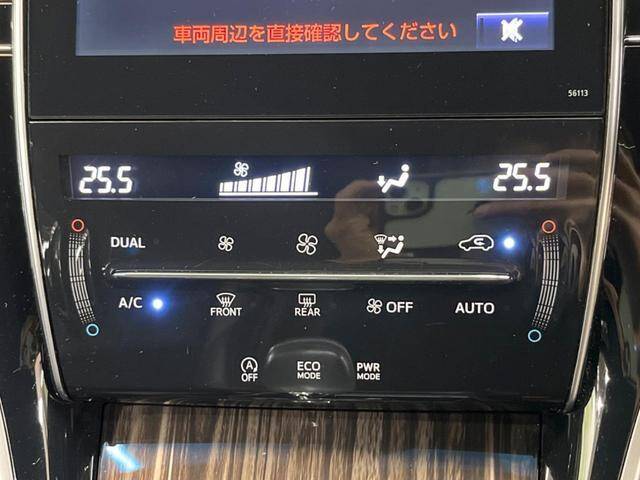 車両周辺を直接確認してください
56113
25.5 25.5
DUAL
A/C FRONT REAR OFF AUTO
A OFF ECO MODE PWR MODE